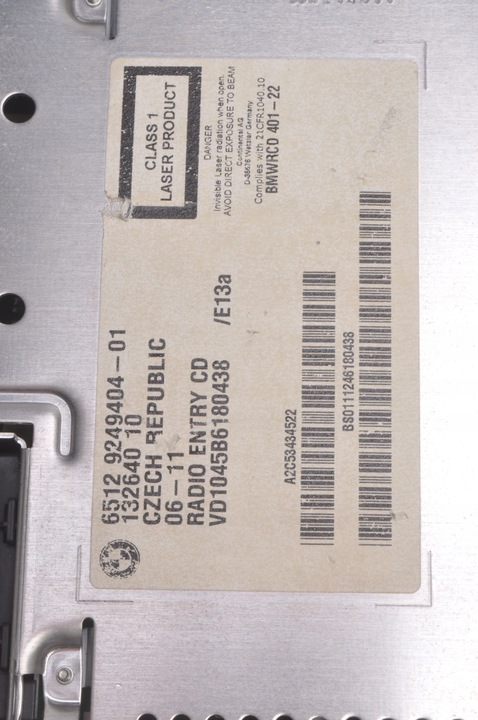 6512 9249404-01
132640 10
CZECH REPUBLIC
06-11
RADIO ENTRY CD
VD1045B6180438 /E13a
CLASS 1
LASER PRODUCT
DANGER
Invisible Laser radiation when open.
AVOID DIRECT EXPOSURE TO BEAM
Continental AG
D-35576 Wetzlar Germany
Complies with 21CFR1040.10
BMWRCD 401-22
A2C53434522
BS0111246180438